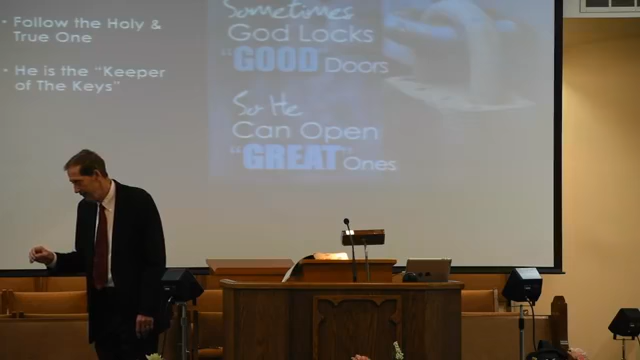 • Follow the Holy &
True One
• He is the "Keeper
of The Keys"
Sometimes
God Locks
"GOOD" Doors
So He
Can Open
"GREAT" Ones